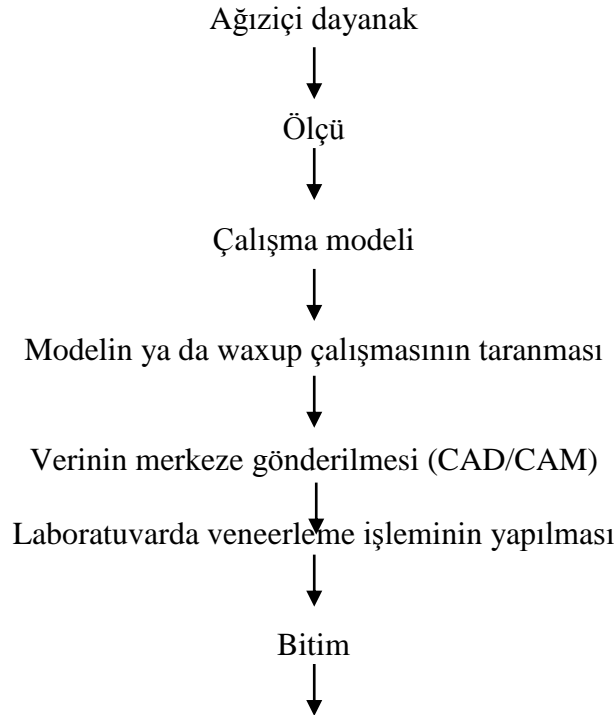 Ağıziçi dayanak
Ölçü
Çalışma modeli
Modelin ya da waxup çalışmasının taranması
Verinin merkeze gönderilmesi (CAD/CAM)
Laboratuvarda veneerleme işleminin yapılması
Bitim